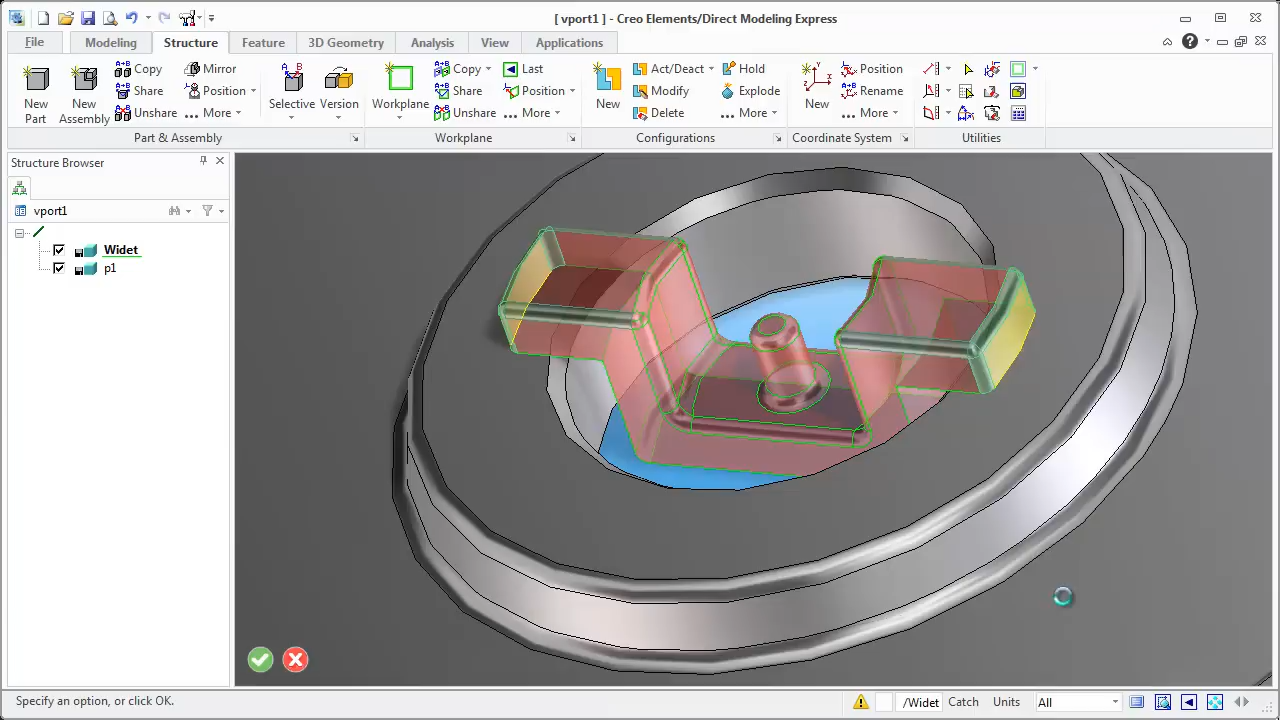 [ vport1 ] - Creo Elements/Direct Modeling Express
File Modeling Structure Feature 3D Geometry Analysis View Applications
New Part
New Assembly
Copy
Share
Unshare
Mirror
Position
... More
Selective
Version
Part & Assembly
Workplane
Copy
Share
Unshare
Last
Position
... More
Workplane
New
Act/Deact
Modify
Delete
Hold
Explode
... More
Configurations
New
Position
Rename
... More
Coordinate System
Utilities
Structure Browser
vport1
Widet
p1
Specify an option, or click OK.
/Widet Catch Units All